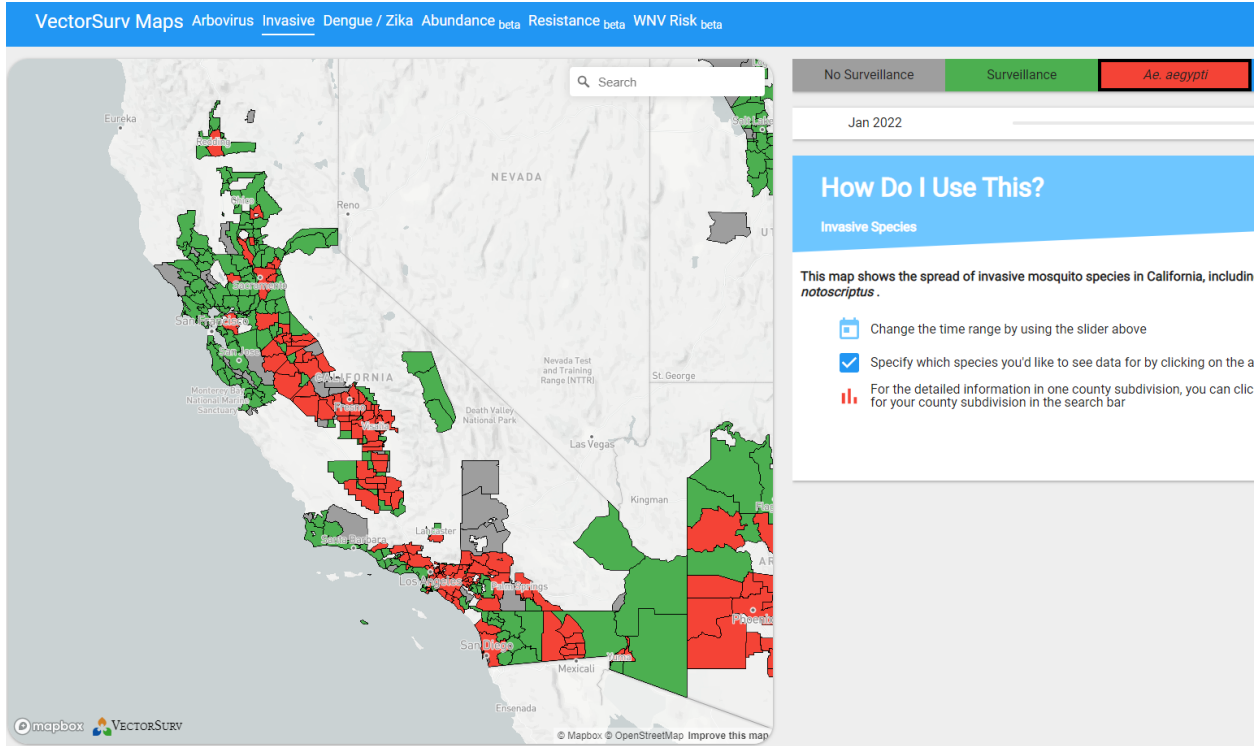 VectorSurv Maps Arbovirus Invasive Dengue / Zika Abundance beta Resistance beta WNV Risk beta
Search
No Surveillance Surveillance Ae. aegypti
Jan 2022
How Do I Use This?
Invasive Species
This map shows the spread of invasive mosquito species in California, includin
notoscriptus .
Change the time range by using the slider above
Specify which species you'd like to see data for by clicking on the a
For the detailed information in one county subdivision, you can clic
for your county subdivision in the search bar
Eureka
Redding
Chico
Reno
NEVADA
Salt Lake
UT
Sacramento
San Francisco
San Jose
CALIFORNIA
Monterey Bay
National Marine
Sanctuary
Fresno
Visalia
Nevada Test
and Training
Range (NTTR)
St. George
Death Valley
National Park
Las Vegas
Kingman
Lancaster
Santa Barbara
Los Angeles
Palm Springs
Flag
AR
Phoenix
San Diego
Mexicali
Yuma
Ensenada
mapbox VECTORSURV
© Mapbox © OpenStreetMap Improve this map